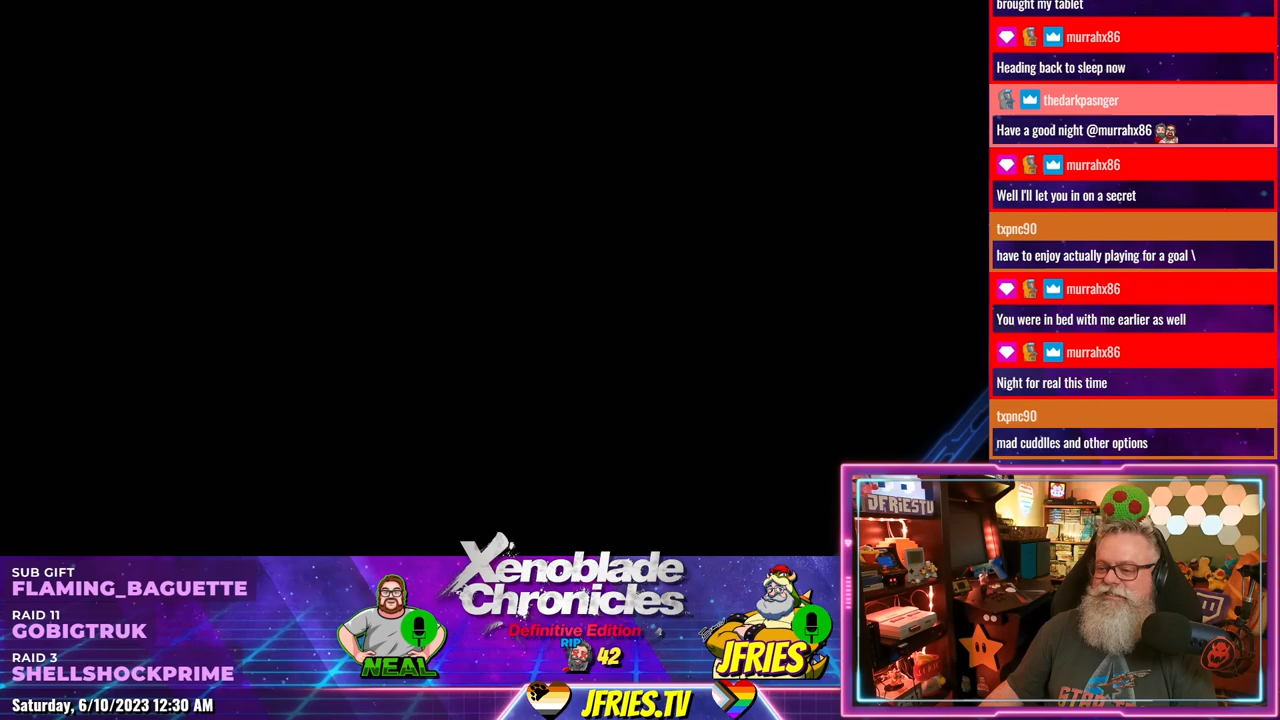 brought my tablet
murrahx86
Heading back to sleep now
thedarkpasnger
Have a good night @murrahx86
murrahx86
Well I'll let you in on a secret
txpnc90
have to enjoy actually playing for a goal \
murrahx86
You were in bed with me earlier as well
murrahx86
Night for real this time
txpnc90
mad cuddlles and other options
JFRIESTV
SUB GIFT
FLAMING_BAGUETTE
RAID 11
GOBIGTRUK
RAID 3
SHELLSHOCKPRIME
Saturday, 6/10/2023 12:30 AM
NEAL
Xenoblade
Chronicles
Definitive Edition
RIP
42
JFRIES
JFRIES.TV